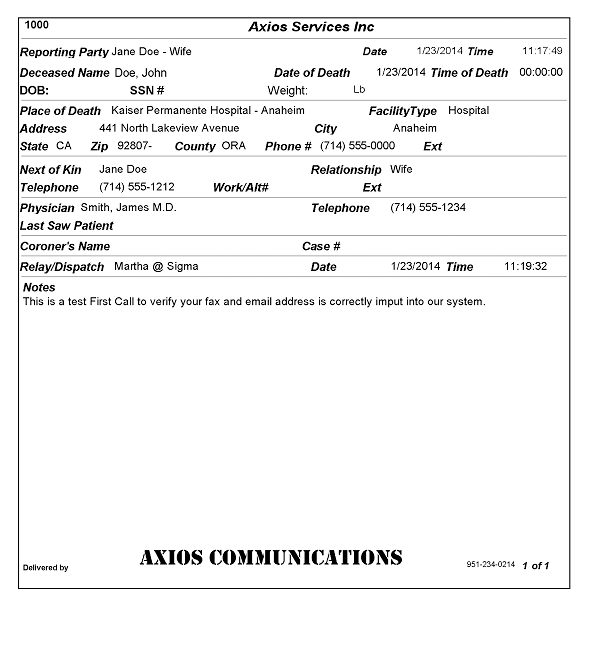 1000 Axios Services Inc
Reporting Party Jane Doe - Wife Date 1/23/2014 Time 11:17:49
Deceased Name Doe, John Date of Death 1/23/2014 Time of Death 00:00:00
DOB: SSN # Weight: Lb
Place of Death Kaiser Permanente Hospital - Anaheim FacilityType Hospital
Address 441 North Lakeview Avenue City Anaheim
State CA Zip 92807- County ORA Phone # (714) 555-0000 Ext
Next of Kin Jane Doe Relationship Wife
Telephone (714) 555-1212 Work/Alt# Ext
Physician Smith, James M.D. Telephone (714) 555-1234
Last Saw Patient
Coroner's Name Case #
Relay/Dispatch Martha @ Sigma Date 1/23/2014 Time 11:19:32
Notes
This is a test First Call to verify your fax and email address is correctly imput into our system.
Delivered by AXIOS COMMUNICATIONS 951-234-0214 1 of 1